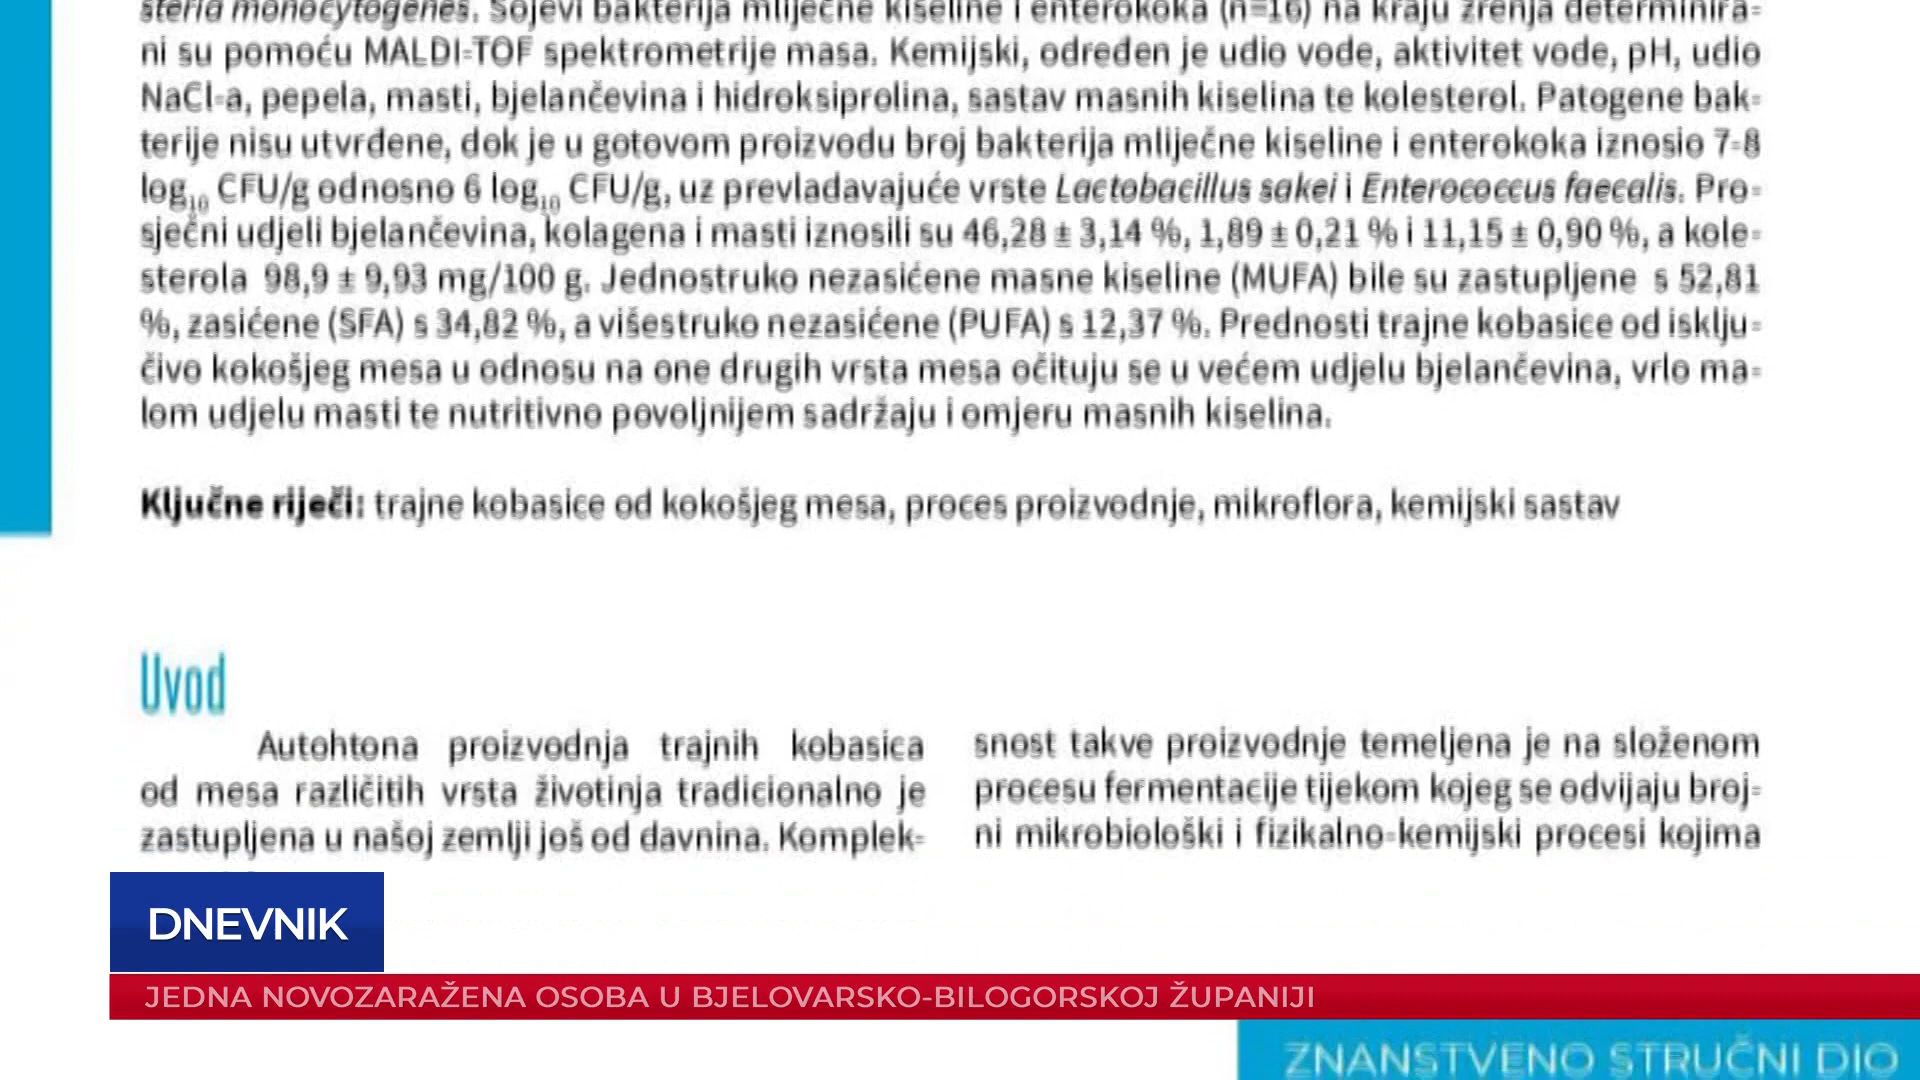 steria monocytogenes. Sojevi bakterija mliječne kiseline i enterokoka (n=16) na kraju zrenja determinira-
ni su pomoću MALDI-TOF spektrometrije masa. Kemijski, određen je udio vode, aktivitet vode, pH, udio
NaCl-a, pepela, masti, bjelančevina i hidroksiprolina, sastav masnih kiselina te kolesterol. Patogene bak-
terije nisu utvrđene, dok je u gotovom proizvodu broj bakterija mliječne kiseline i enterokoka iznosio 7-8
log10 CFU/g odnosno 6 log10 CFU/g, uz prevladavajuće vrste Lactobacillus sakei i Enterococcus faecalis. Pro-
sječni udjeli bjelančevina, kolagena i masti iznosili su 46,28 ± 3,14 %, 1,89 ± 0,21 % i 11,15 ± 0,90 %, a kole-
sterola 98,9 ± 9,93 mg/100 g. Jednostruko nezasićene masne kiseline (MUFA) bile su zastupljene s 52,81
%, zasićene (SFA) s 34,82 %, a višestruko nezasićene (PUFA) s 12,37 %. Prednosti trajne kobasice od isklju-
čivo kokošjeg mesa u odnosu na one drugih vrsta mesa očituju se u većem udjelu bjelančevina, vrlo ma-
lom udjelu masti te nutritivno povoljnijem sadržaju i omjeru masnih kiselina.
Ključne riječi: trajne kobasice od kokošjeg mesa, proces proizvodnje, mikroflora, kemijski sastav
Uvod
Autohtona proizvodnja trajnih kobasica
od mesa različitih vrsta životinja tradicionalno je
zastupljena u našoj zemlji još od davnina. Komplek-
snost takve proizvodnje temeljena je na složenom
procesu fermentacije tijekom kojeg se odvijaju broj-
ni mikrobiološki i fizikalno-kemijski procesi kojima
DNEVNIK
JEDNA NOVOZARAŽENA OSOBA U BJELOVARSKO-BILOGORSKOJ ŽUPANIJI
ZNANSTVENO STRUČNI DIO